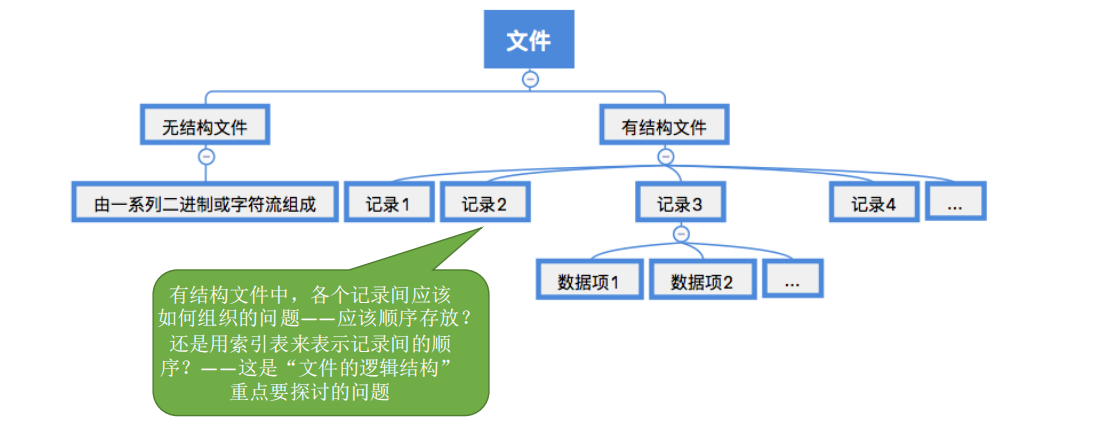 文件
无结构文件
有结构文件
由一系列二进制或字符流组成
记录1
记录2
记录3
记录4
...
数据项1
数据项2
...
有结构文件中，各个记录间应该
如何组织的问题——应该顺序存放？
还是用索引表来表示记录间的顺
序？——这是“文件的逻辑结构”
重点要探讨的问题